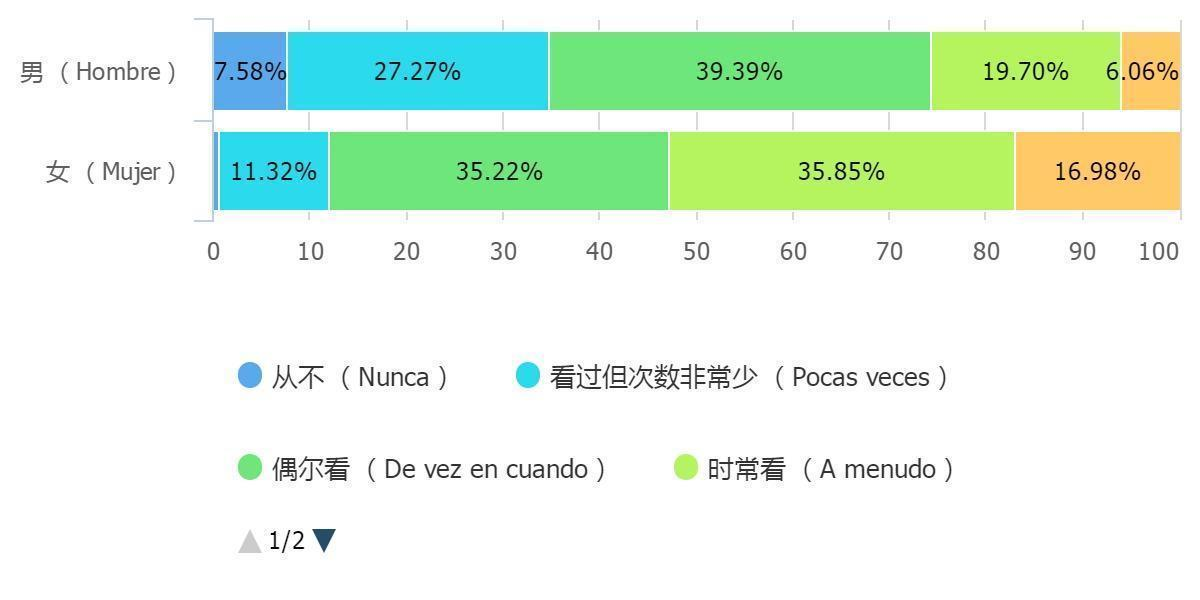 男（Hombre）
7.58% 27.27% 39.39% 19.70% 6.06%
女（Mujer）
11.32% 35.22% 35.85% 16.98%
0 10 20 30 40 50 60 70 80 90 100
从不（Nunca） 看过但次数非常少（Pocas veces）
偶尔看（De vez en cuando） 时常看（A menudo）
1/2